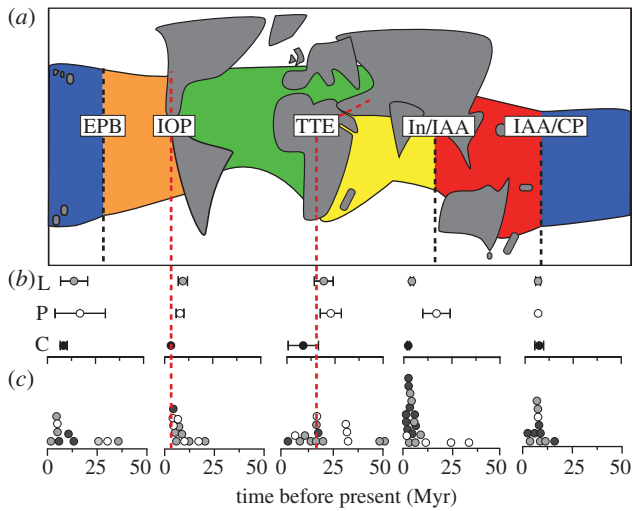 (a)
EPB IOP TTE In/IAA IAA/CP
(b)
L
P
C
(c)
0 25 50 0 25 50 0 25 50 0 25 50 0 25 50
time before present (Myr)